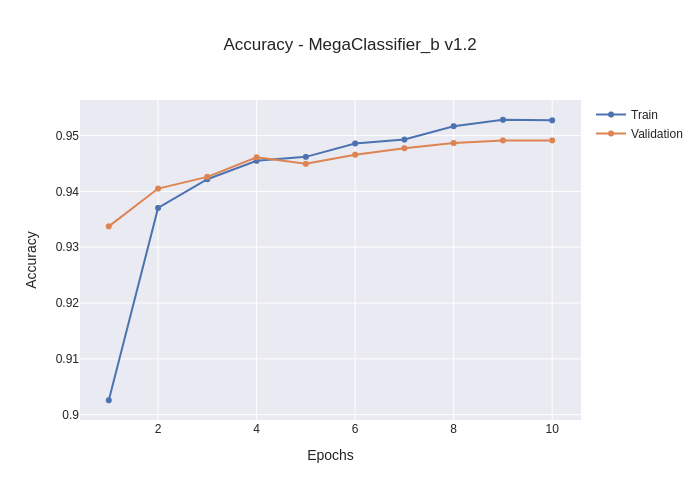 Accuracy - MegaClassifier_b v1.2
Train
Validation
0.95
0.94
0.93
0.92
0.91
0.9
Accuracy
2 4 6 8 10
Epochs